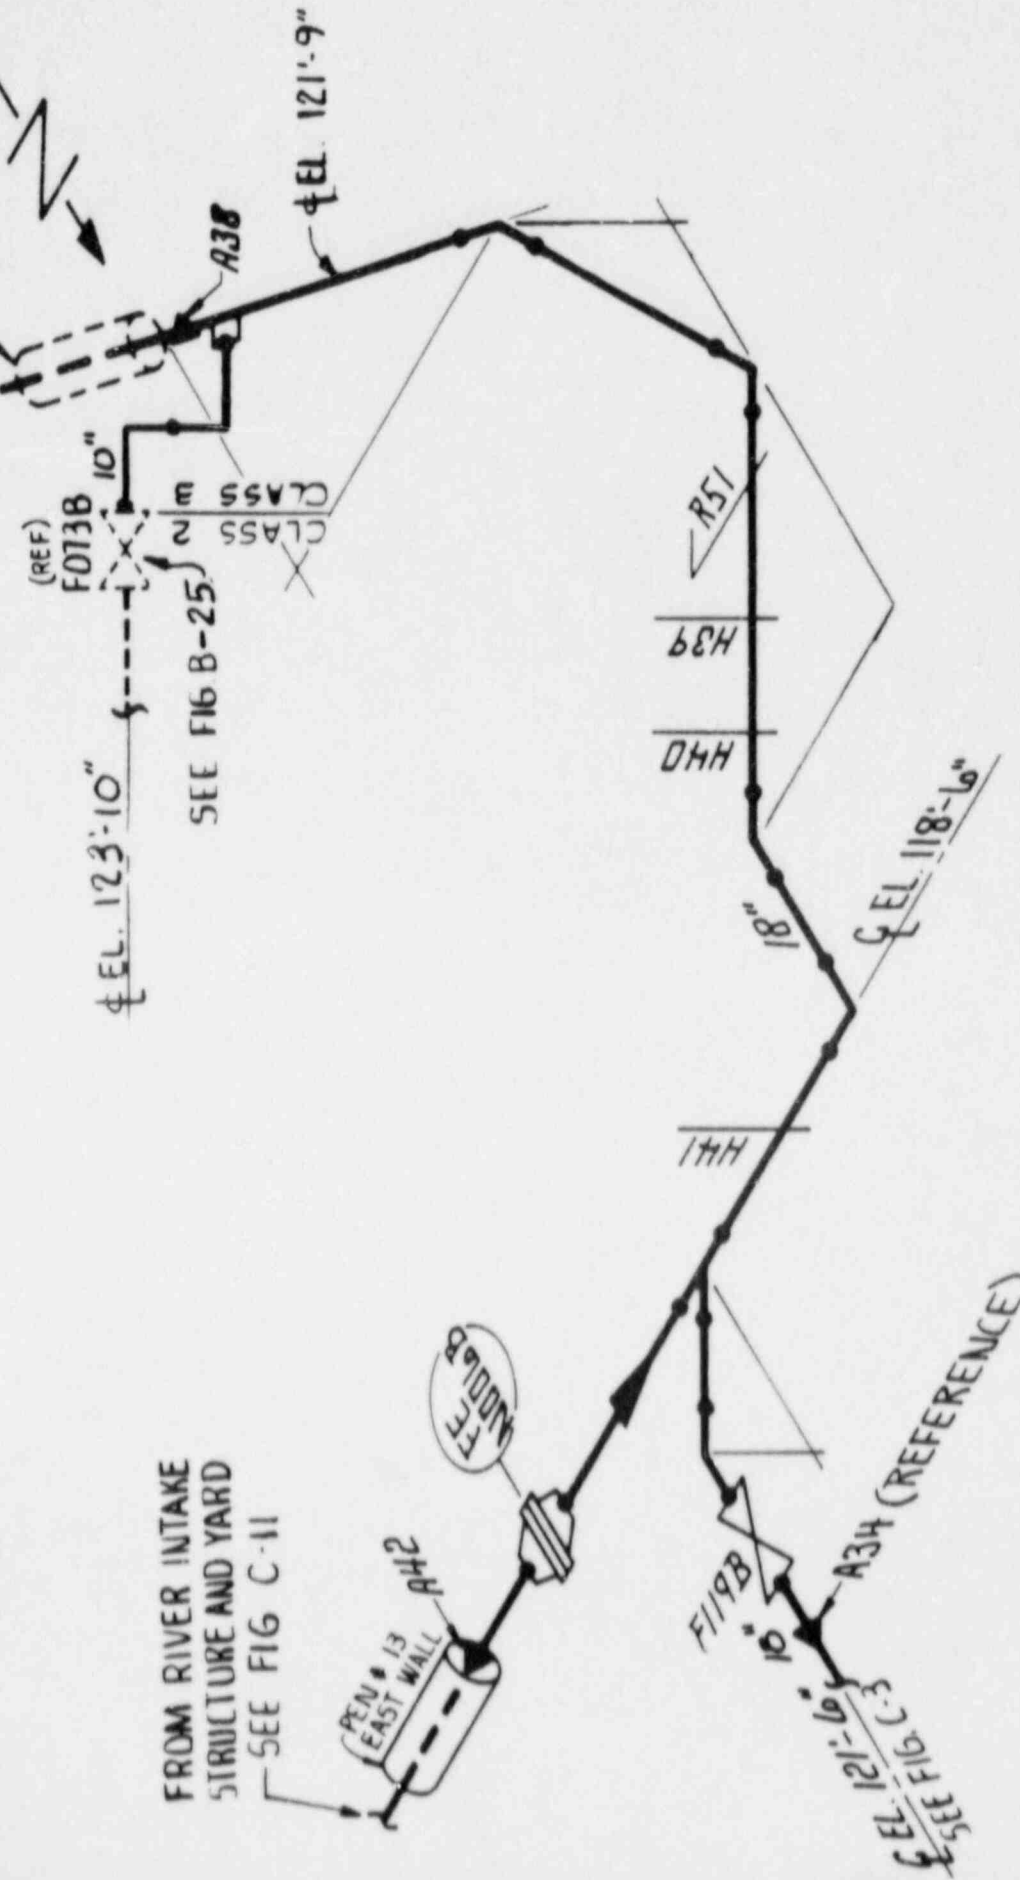 ℄ EL. 121'-9"
A38
10"
(REF)
F073B
CLASS 3
CLASS 2
SEE FIG. B-25
℄ EL. 123'-10"
R51
H39
H40
18"
℄ EL. 118'-6"
H41
FROM RIVER INTAKE
STRUCTURE AND YARD
SEE FIG C-11
FE
N0016B
PEN # 13
EAST WALL
A42
F119B
18"
A34 (REFERENCE)
℄ EL. 121'-6"
SEE FIG. C-3